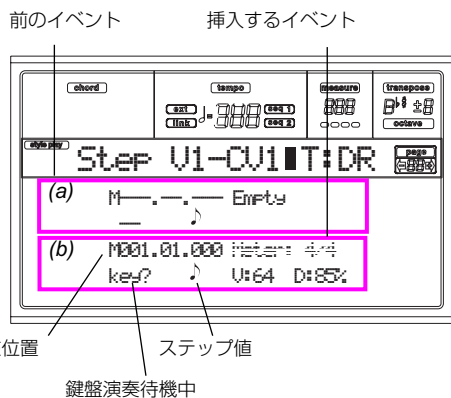 前のイベント 挿入するイベント
chord tempo measure transpose
ext link seq 1 seq 2 octave
style play Step V1-CV1■T:DR page
(a) M---.-.--- Empty
__ ♪
(b) M001.01.000 Meter: 4/4
key? ♪ V:64 D:85%
位置 ステップ値
鍵盤演奏待機中